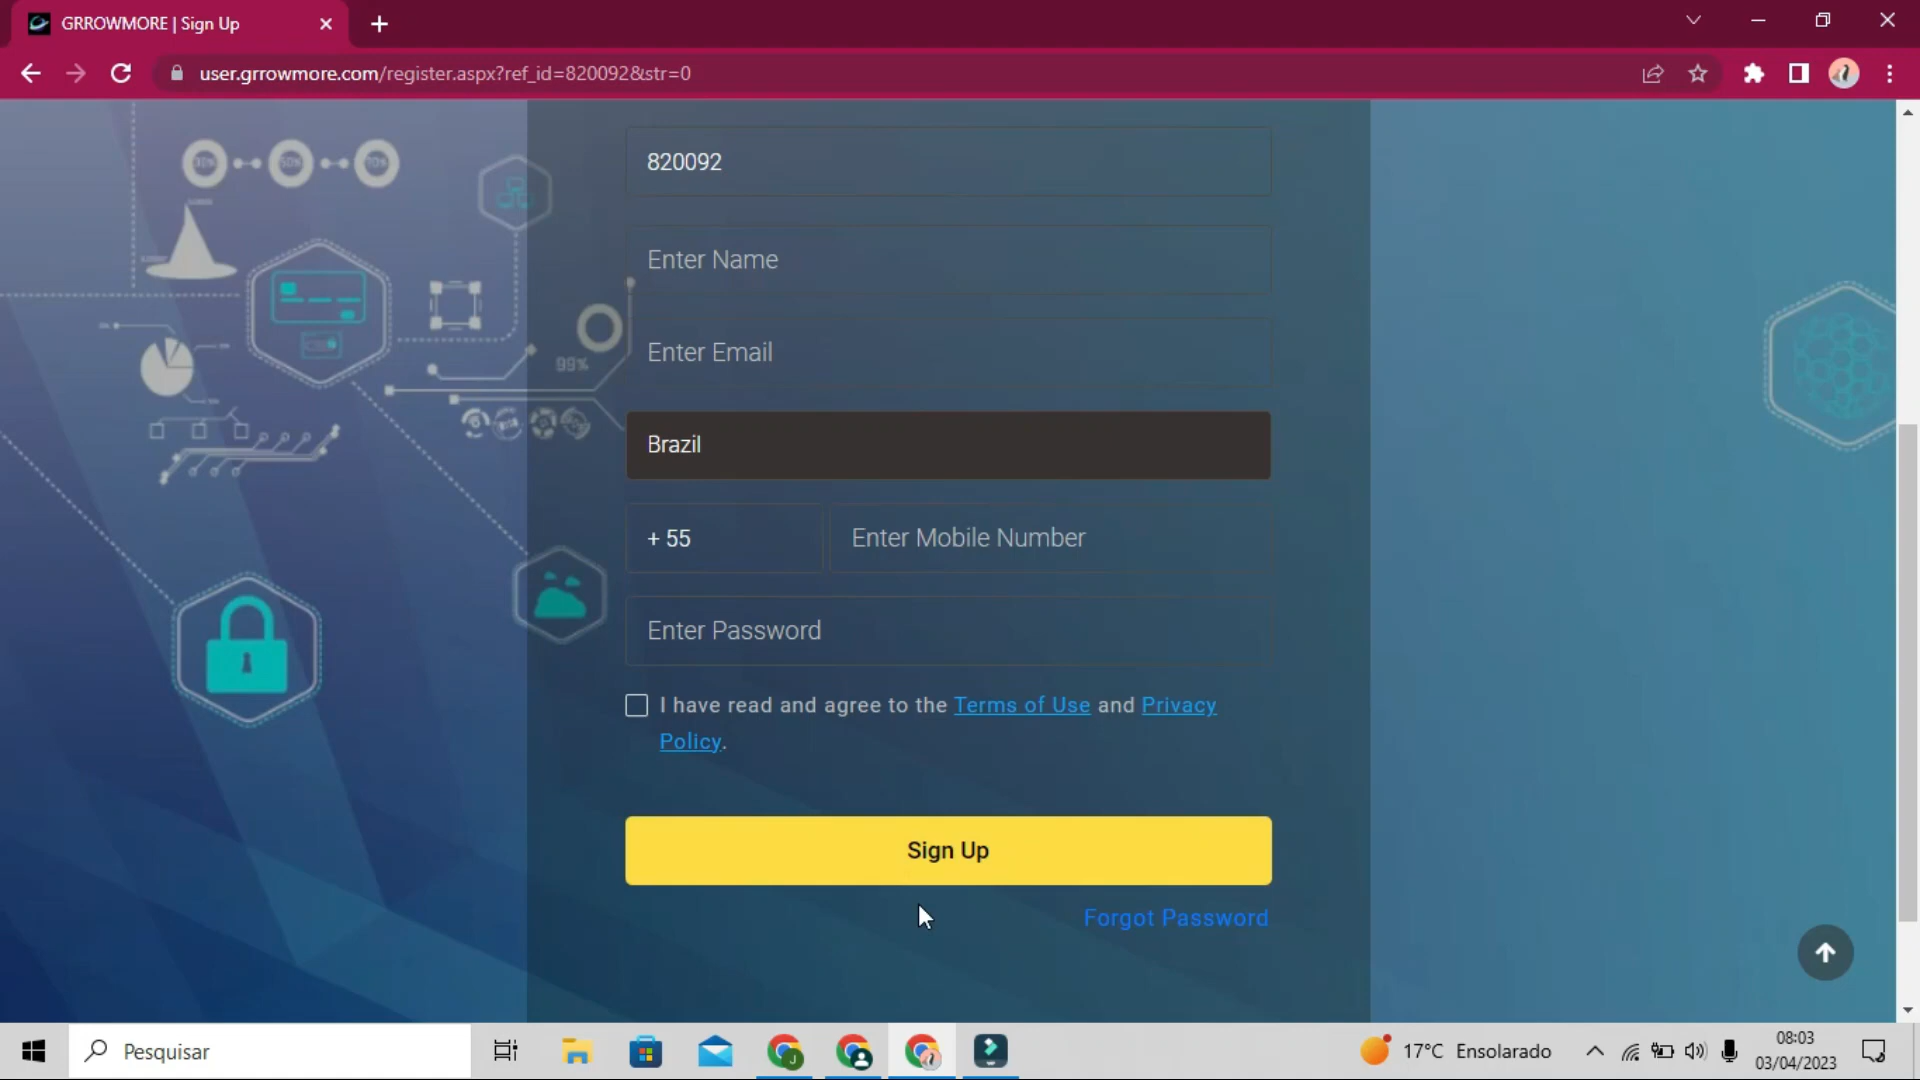 GRROWMORE | Sign Up
user.grrowmore.com/register.aspx?ref_id=820092&str=0
820092
Enter Name
Enter Email
99%
Brazil
+ 55
Enter Mobile Number
Enter Password
I have read and agree to the Terms of Use and Privacy
Policy.
Sign Up
Forgot Password
Pesquisar
17°C Ensolarado
08:03
03/04/2023